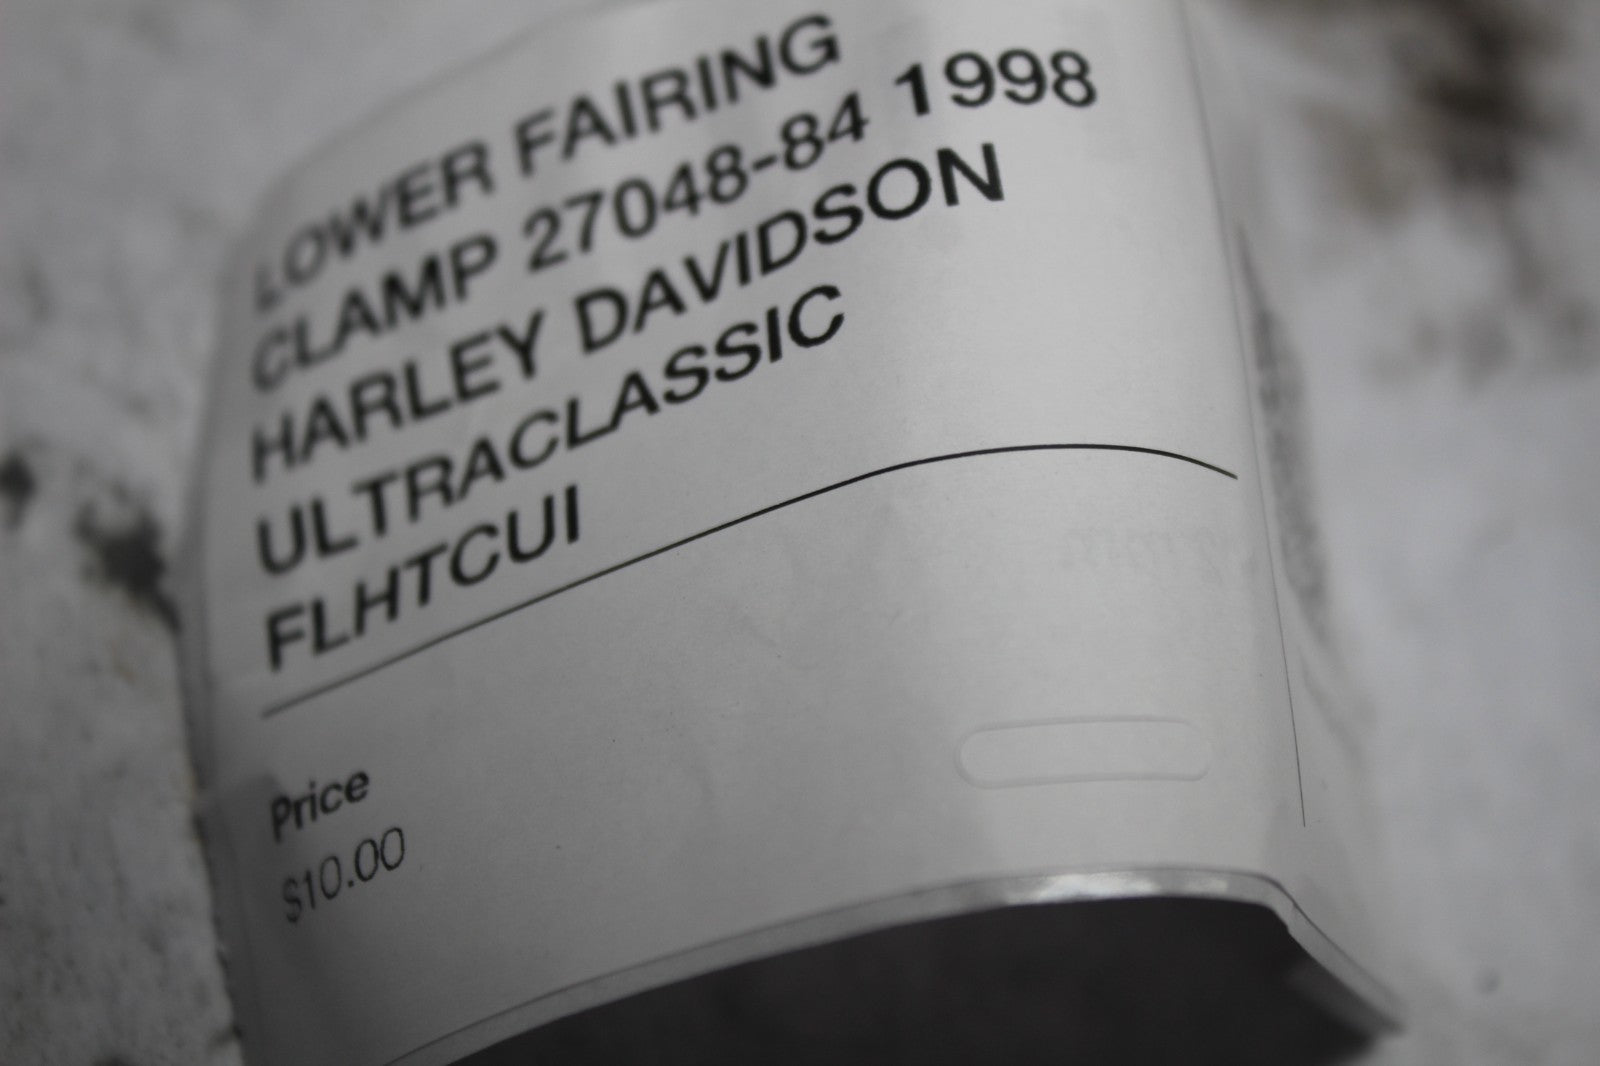 LOWER FAIRING
CLAMP 27048-84 1998
HARLEY DAVIDSON
ULTRACLASSIC
FLHTCUI
Price
$10.00